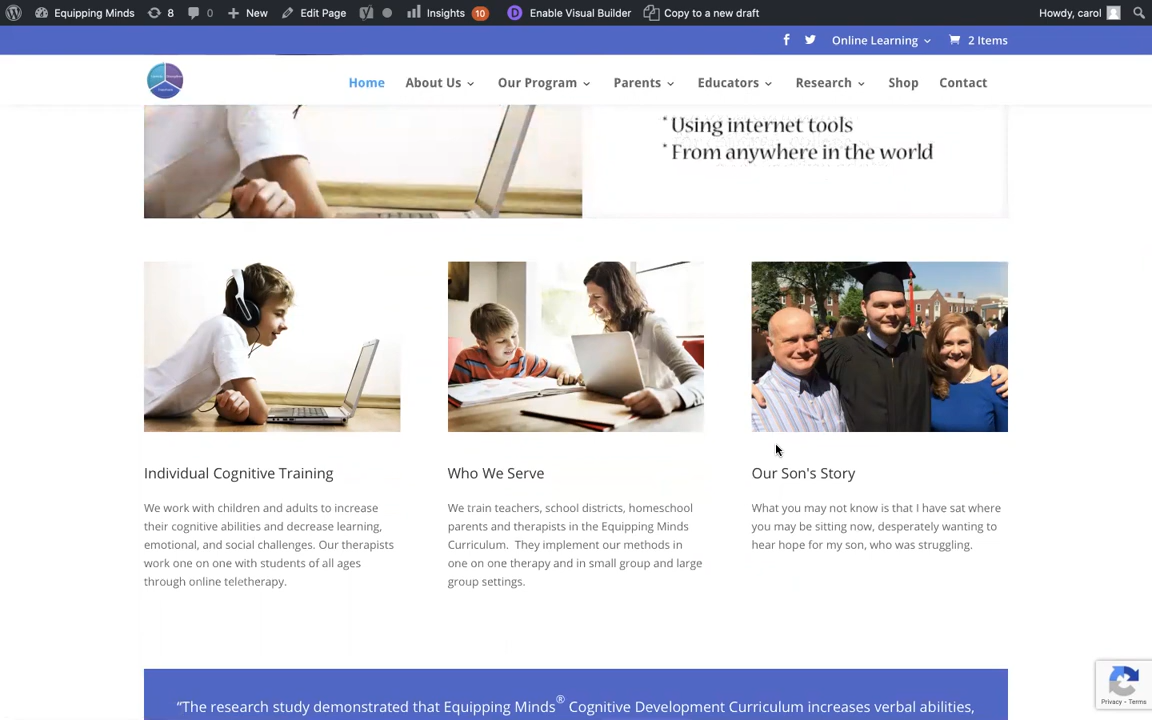 Equipping Minds 8 0 New Edit Page Insights 10 Enable Visual Builder Copy to a new draft Howdy, carol
Online Learning 2 Items
Home About Us Our Program Parents Educators Research Shop Contact
* Using internet tools
* From anywhere in the world
Individual Cognitive Training
We work with children and adults to increase
their cognitive abilities and decrease learning,
emotional, and social challenges. Our therapists
work one on one with students of all ages
through online teletherapy.
Who We Serve
We train teachers, school districts, homeschool
parents and therapists in the Equipping Minds
Curriculum. They implement our methods in
one on one therapy and in small group and large
group settings.
Our Son's Story
What you may not know is that I have sat where
you may be sitting now, desperately wanting to
hear hope for my son, who was struggling.
“The research study demonstrated that Equipping Minds® Cognitive Development Curriculum increases verbal abilities,
Privacy - Terms